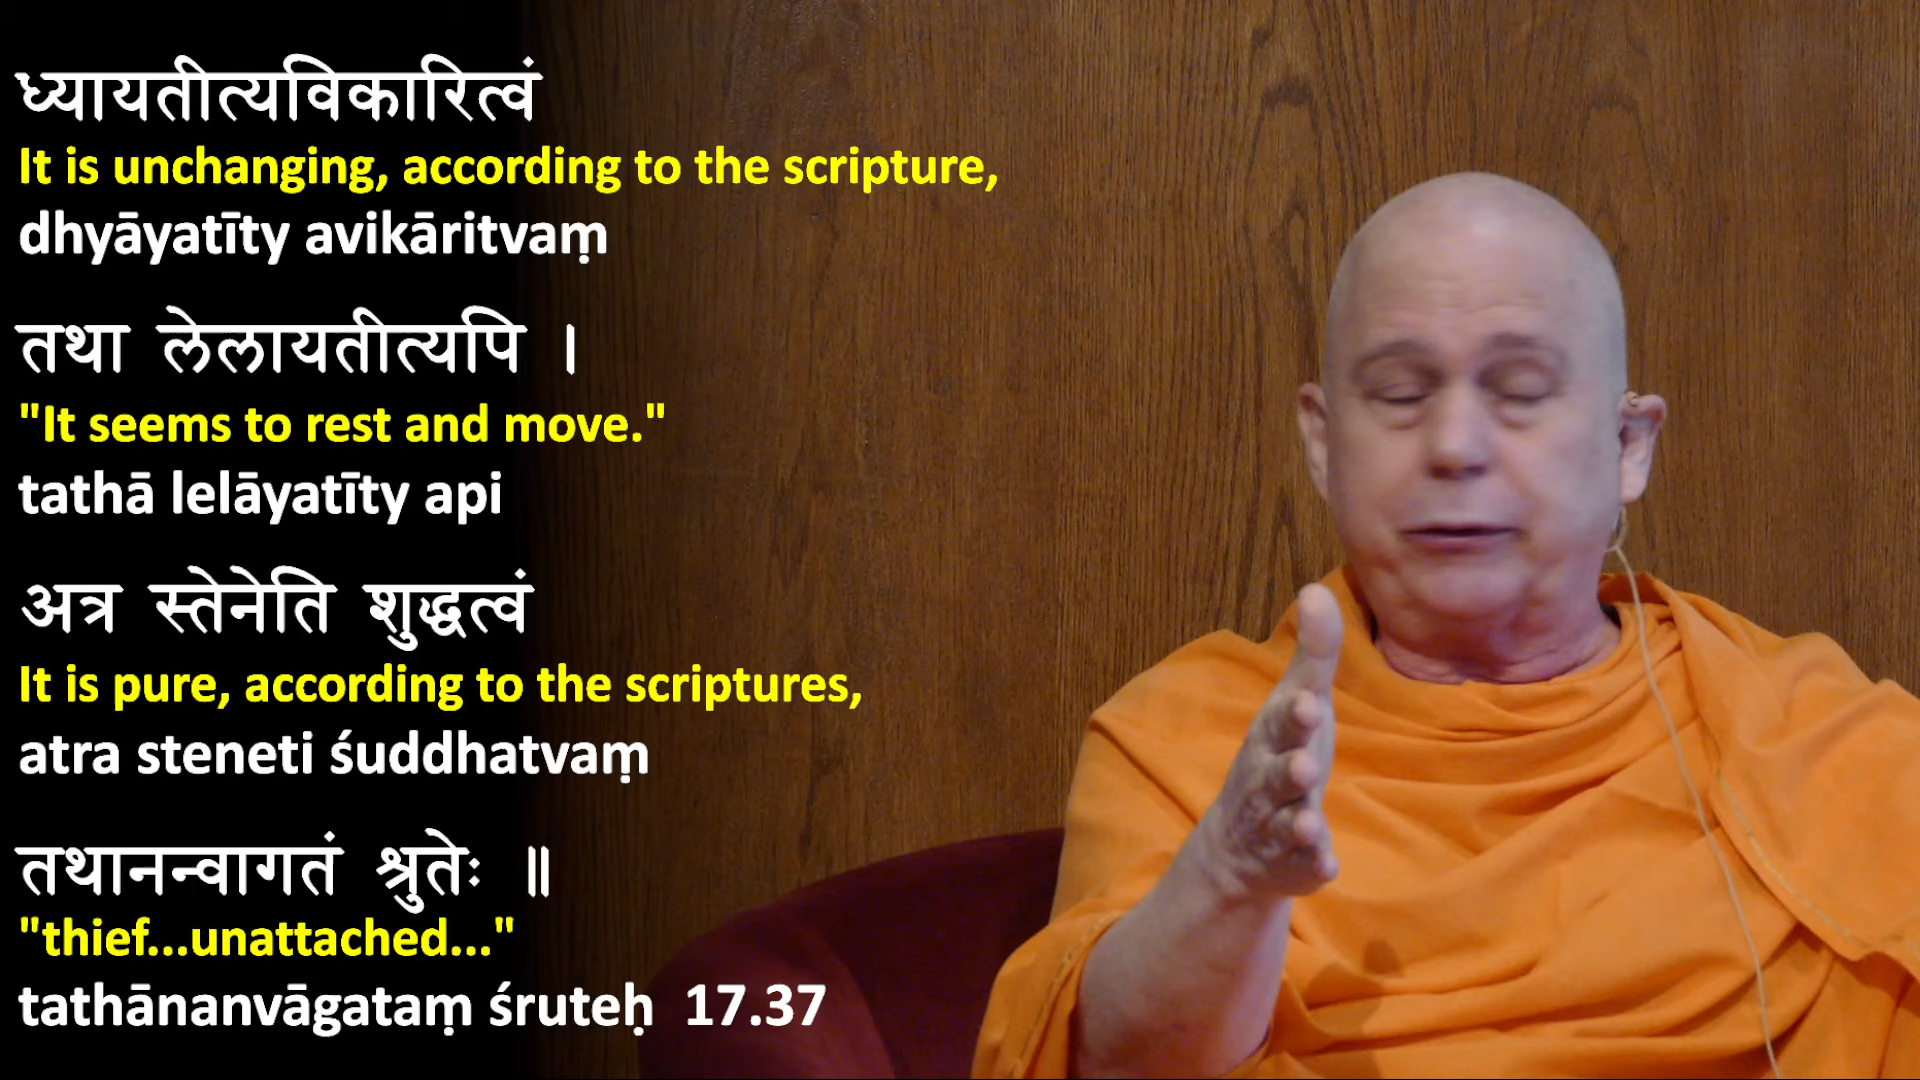 ध्यायतीत्यविकारित्वं
It is unchanging, according to the scripture,
dhyāyatīty avikāritvaṃ
तथा लेलायतीत्यपि ।
"It seems to rest and move."
tathā lelāyatīty api
अत्र स्तेनेति शुद्धत्वं
It is pure, according to the scriptures,
atra steneti śuddhatvaṃ
तथानन्वागतं श्रुतेः ॥
"thief...unattached..."
tathānanvāgataṃ śruteḥ 17.37